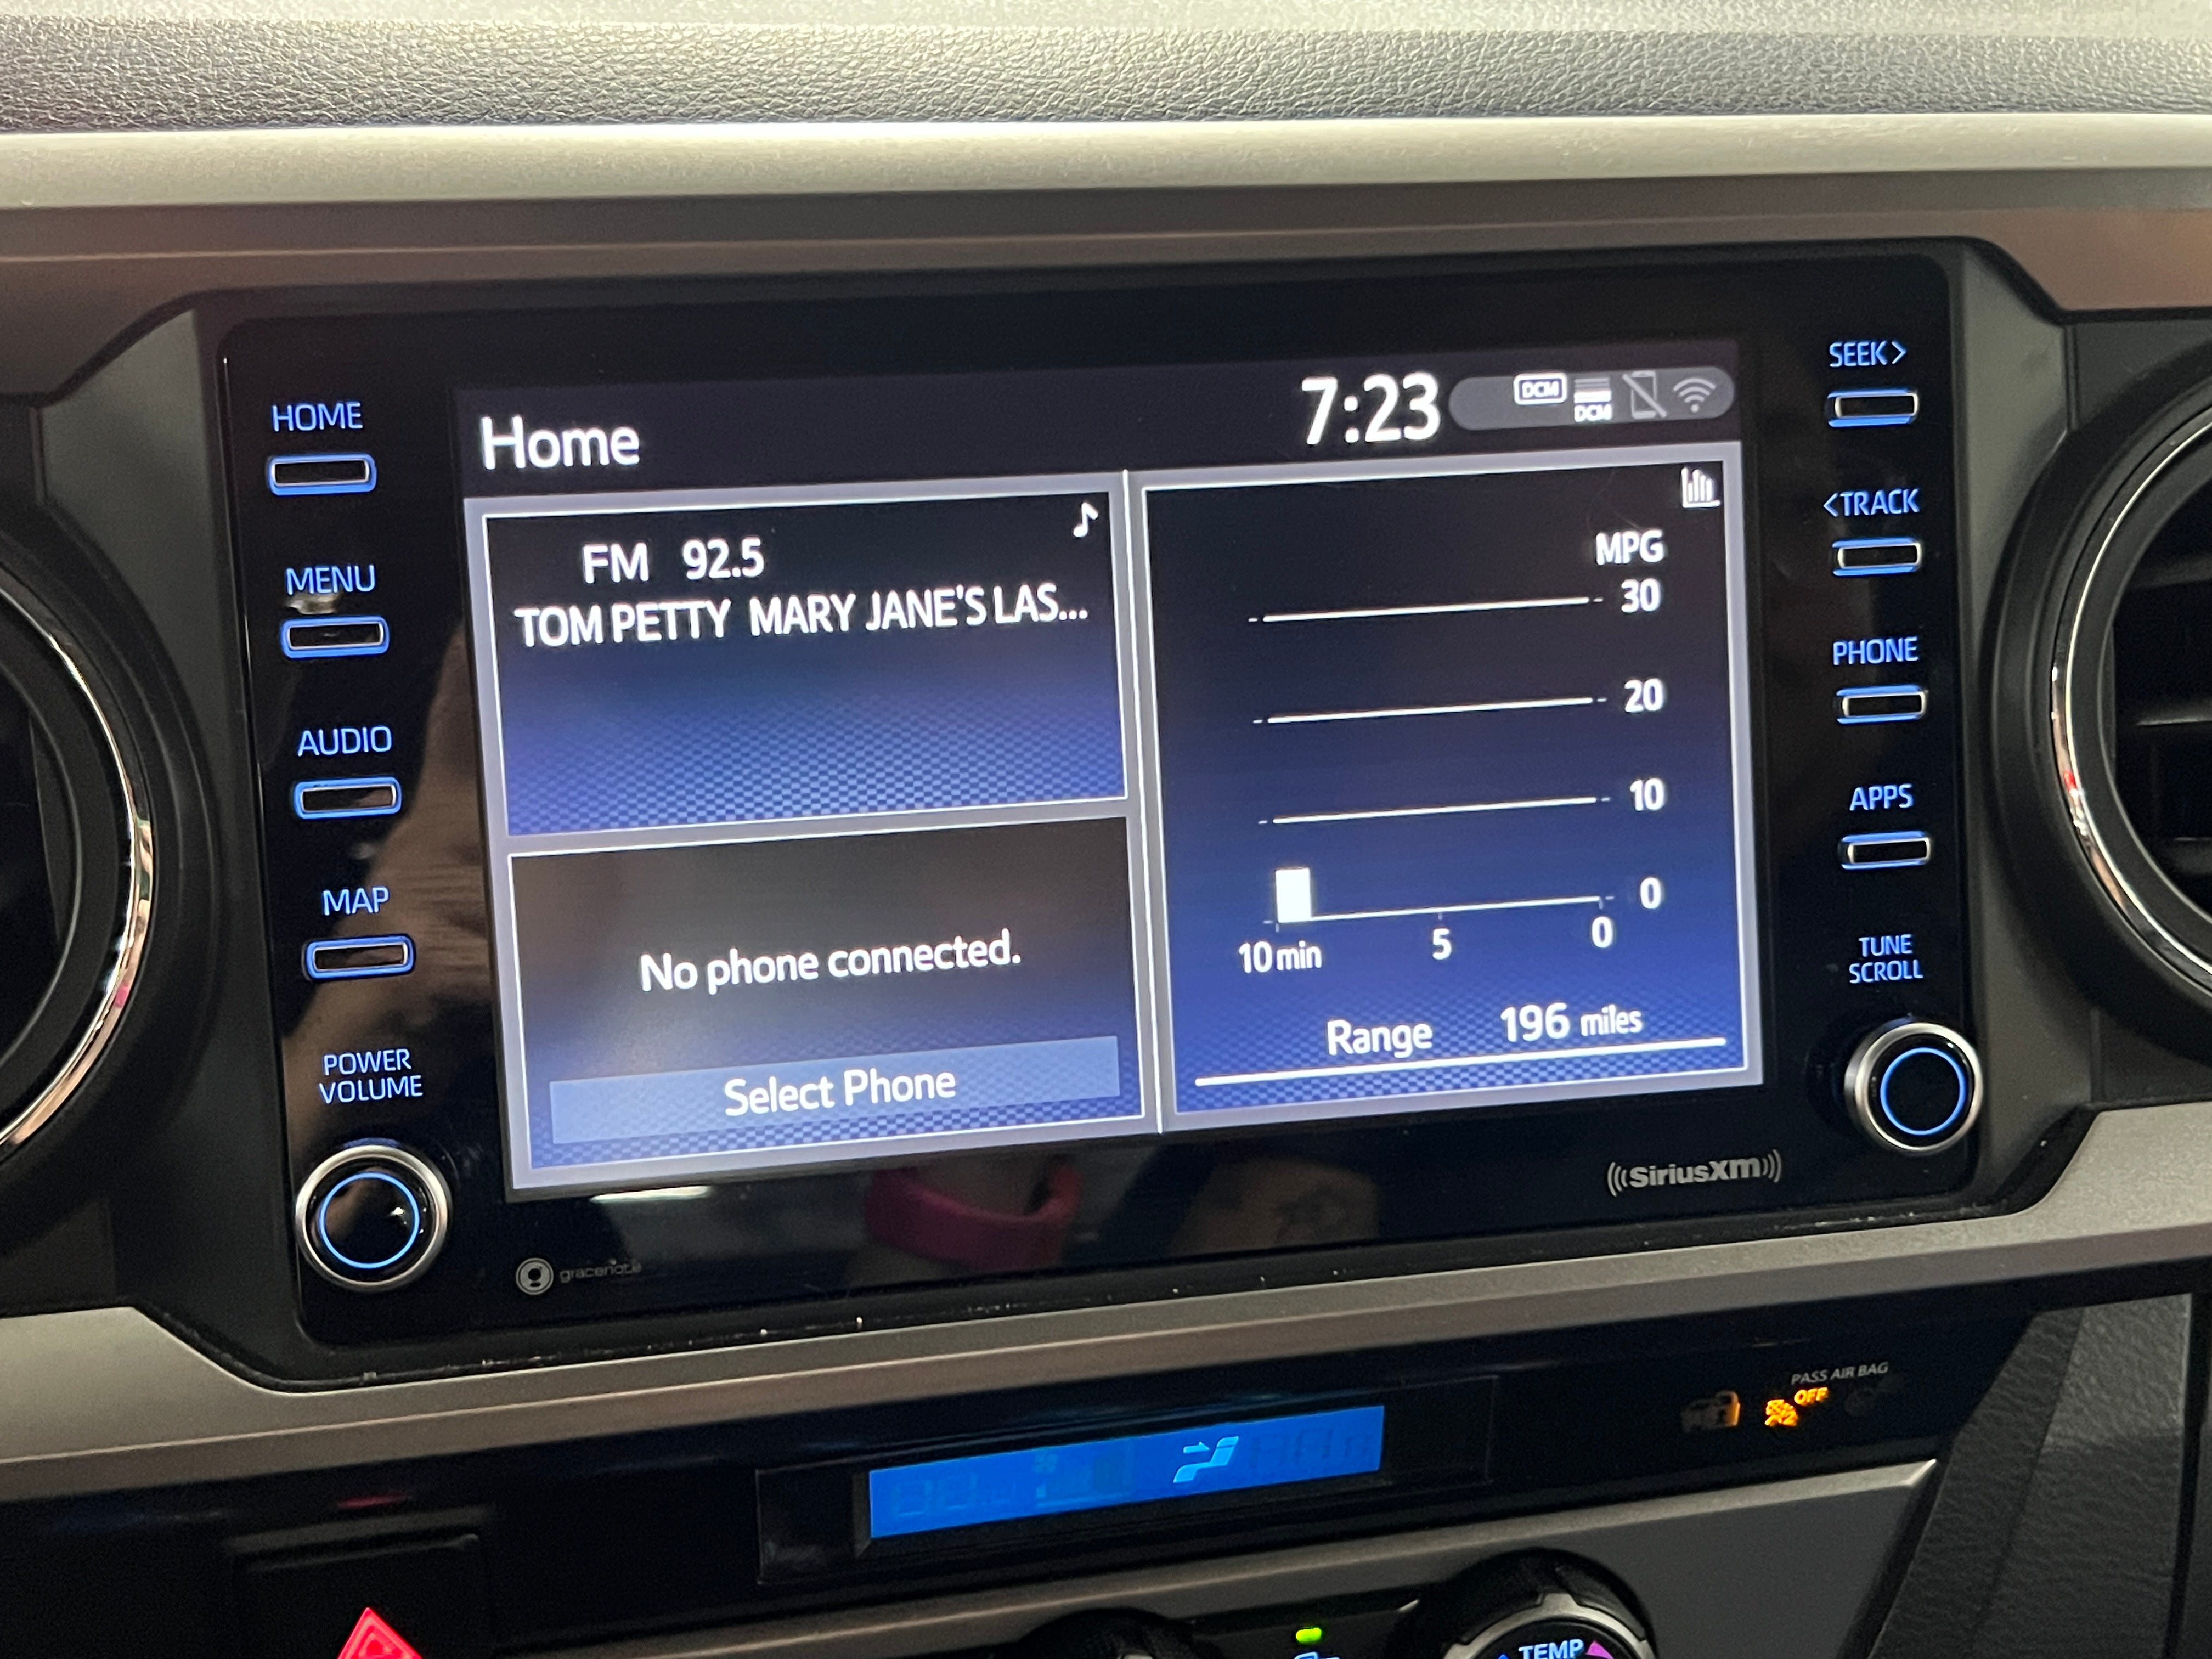 HOME
MENU
AUDIO
MAP
POWER
VOLUME
Home
7:23
DCM
DCM
FM 92.5
TOM PETTY MARY JANE'S LAS...
No phone connected.
Select Phone
MPG
30
20
10
0
10 min 5 0
Range 196 miles
SEEK>
<TRACK
PHONE
APPS
TUNE
SCROLL
gracenote
((SiriusXM))
PASS AIR BAG
OFF
TEMP